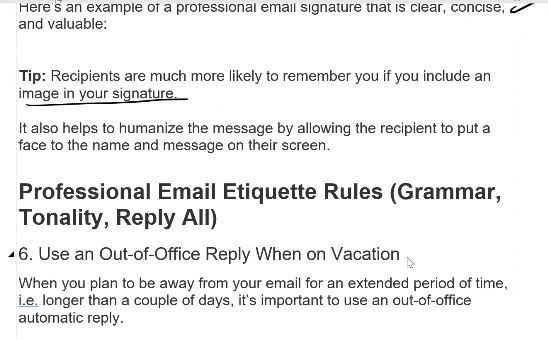 Here's an example of a professional email signature that is clear, concise,
and valuable:
Tip: Recipients are much more likely to remember you if you include an
image in your signature.
It also helps to humanize the message by allowing the recipient to put a
face to the name and message on their screen.
Professional Email Etiquette Rules (Grammar,
Tonality, Reply All)
6. Use an Out-of-Office Reply When on Vacation
When you plan to be away from your email for an extended period of time,
i.e. longer than a couple of days, it's important to use an out-of-office
automatic reply.